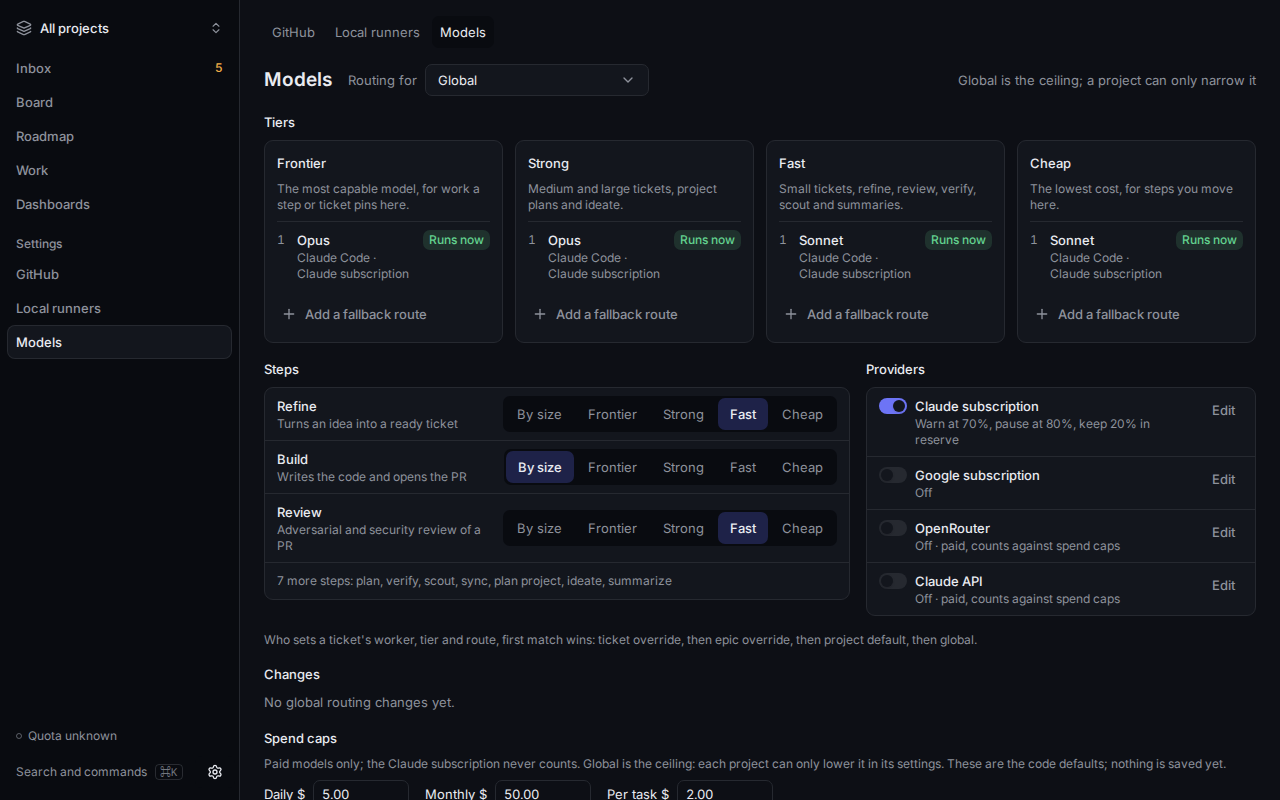 All projects
Inbox
5
Board
Roadmap
Work
Dashboards
Settings
GitHub
Local runners
Models
Quota unknown
Search and commands ⌘K
GitHub
Local runners
Models
Models
Routing for
Global
Global is the ceiling; a project can only narrow it
Tiers
Frontier
The most capable model, for work a
step or ticket pins here.
1 Opus Runs now
Claude Code ·
Claude subscription
Add a fallback route
Strong
Medium and large tickets, project
plans and ideate.
1 Opus Runs now
Claude Code ·
Claude subscription
Add a fallback route
Fast
Small tickets, refine, review, verify,
scout and summaries.
1 Sonnet Runs now
Claude Code ·
Claude subscription
Add a fallback route
Cheap
The lowest cost, for steps you move
here.
1 Sonnet Runs now
Claude Code ·
Claude subscription
Add a fallback route
Steps
Refine
Turns an idea into a ready ticket
By size Frontier Strong Fast Cheap
Build
Writes the code and opens the PR
By size Frontier Strong Fast Cheap
Review
Adversarial and security review of a
PR
By size Frontier Strong Fast Cheap
7 more steps: plan, verify, scout, sync, plan project, ideate, summarize
Providers
Claude subscription
Warn at 70%, pause at 80%, keep 20% in
reserve
Edit
Google subscription
Off
Edit
OpenRouter
Off · paid, counts against spend caps
Edit
Claude API
Off · paid, counts against spend caps
Edit
Who sets a ticket's worker, tier and route, first match wins: ticket override, then epic override, then project default, then global.
Changes
No global routing changes yet.
Spend caps
Paid models only; the Claude subscription never counts. Global is the ceiling: each project can only lower it in its settings. These are the code defaults; nothing is saved yet.
Daily $ 5.00 Monthly $ 50.00 Per task $ 2.00